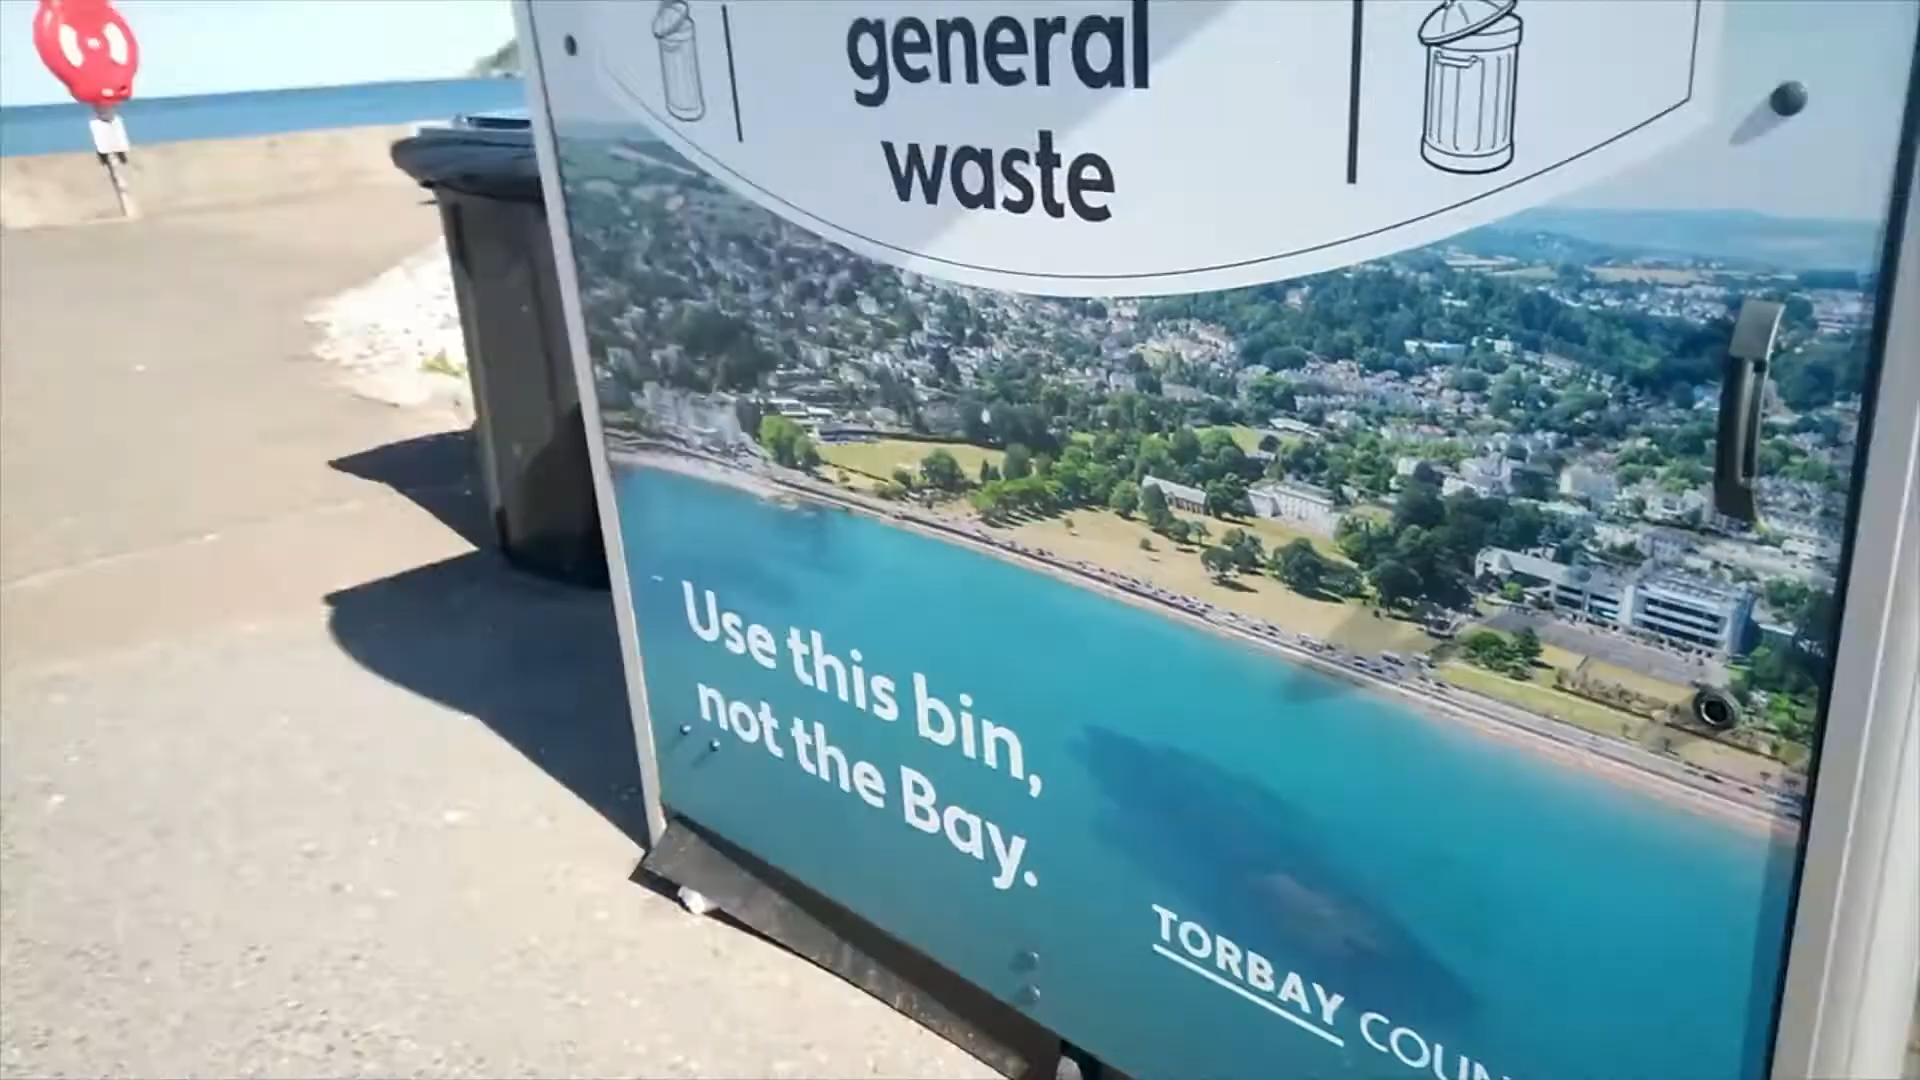 general
waste
Use this bin,
not the Bay.
TORBAY